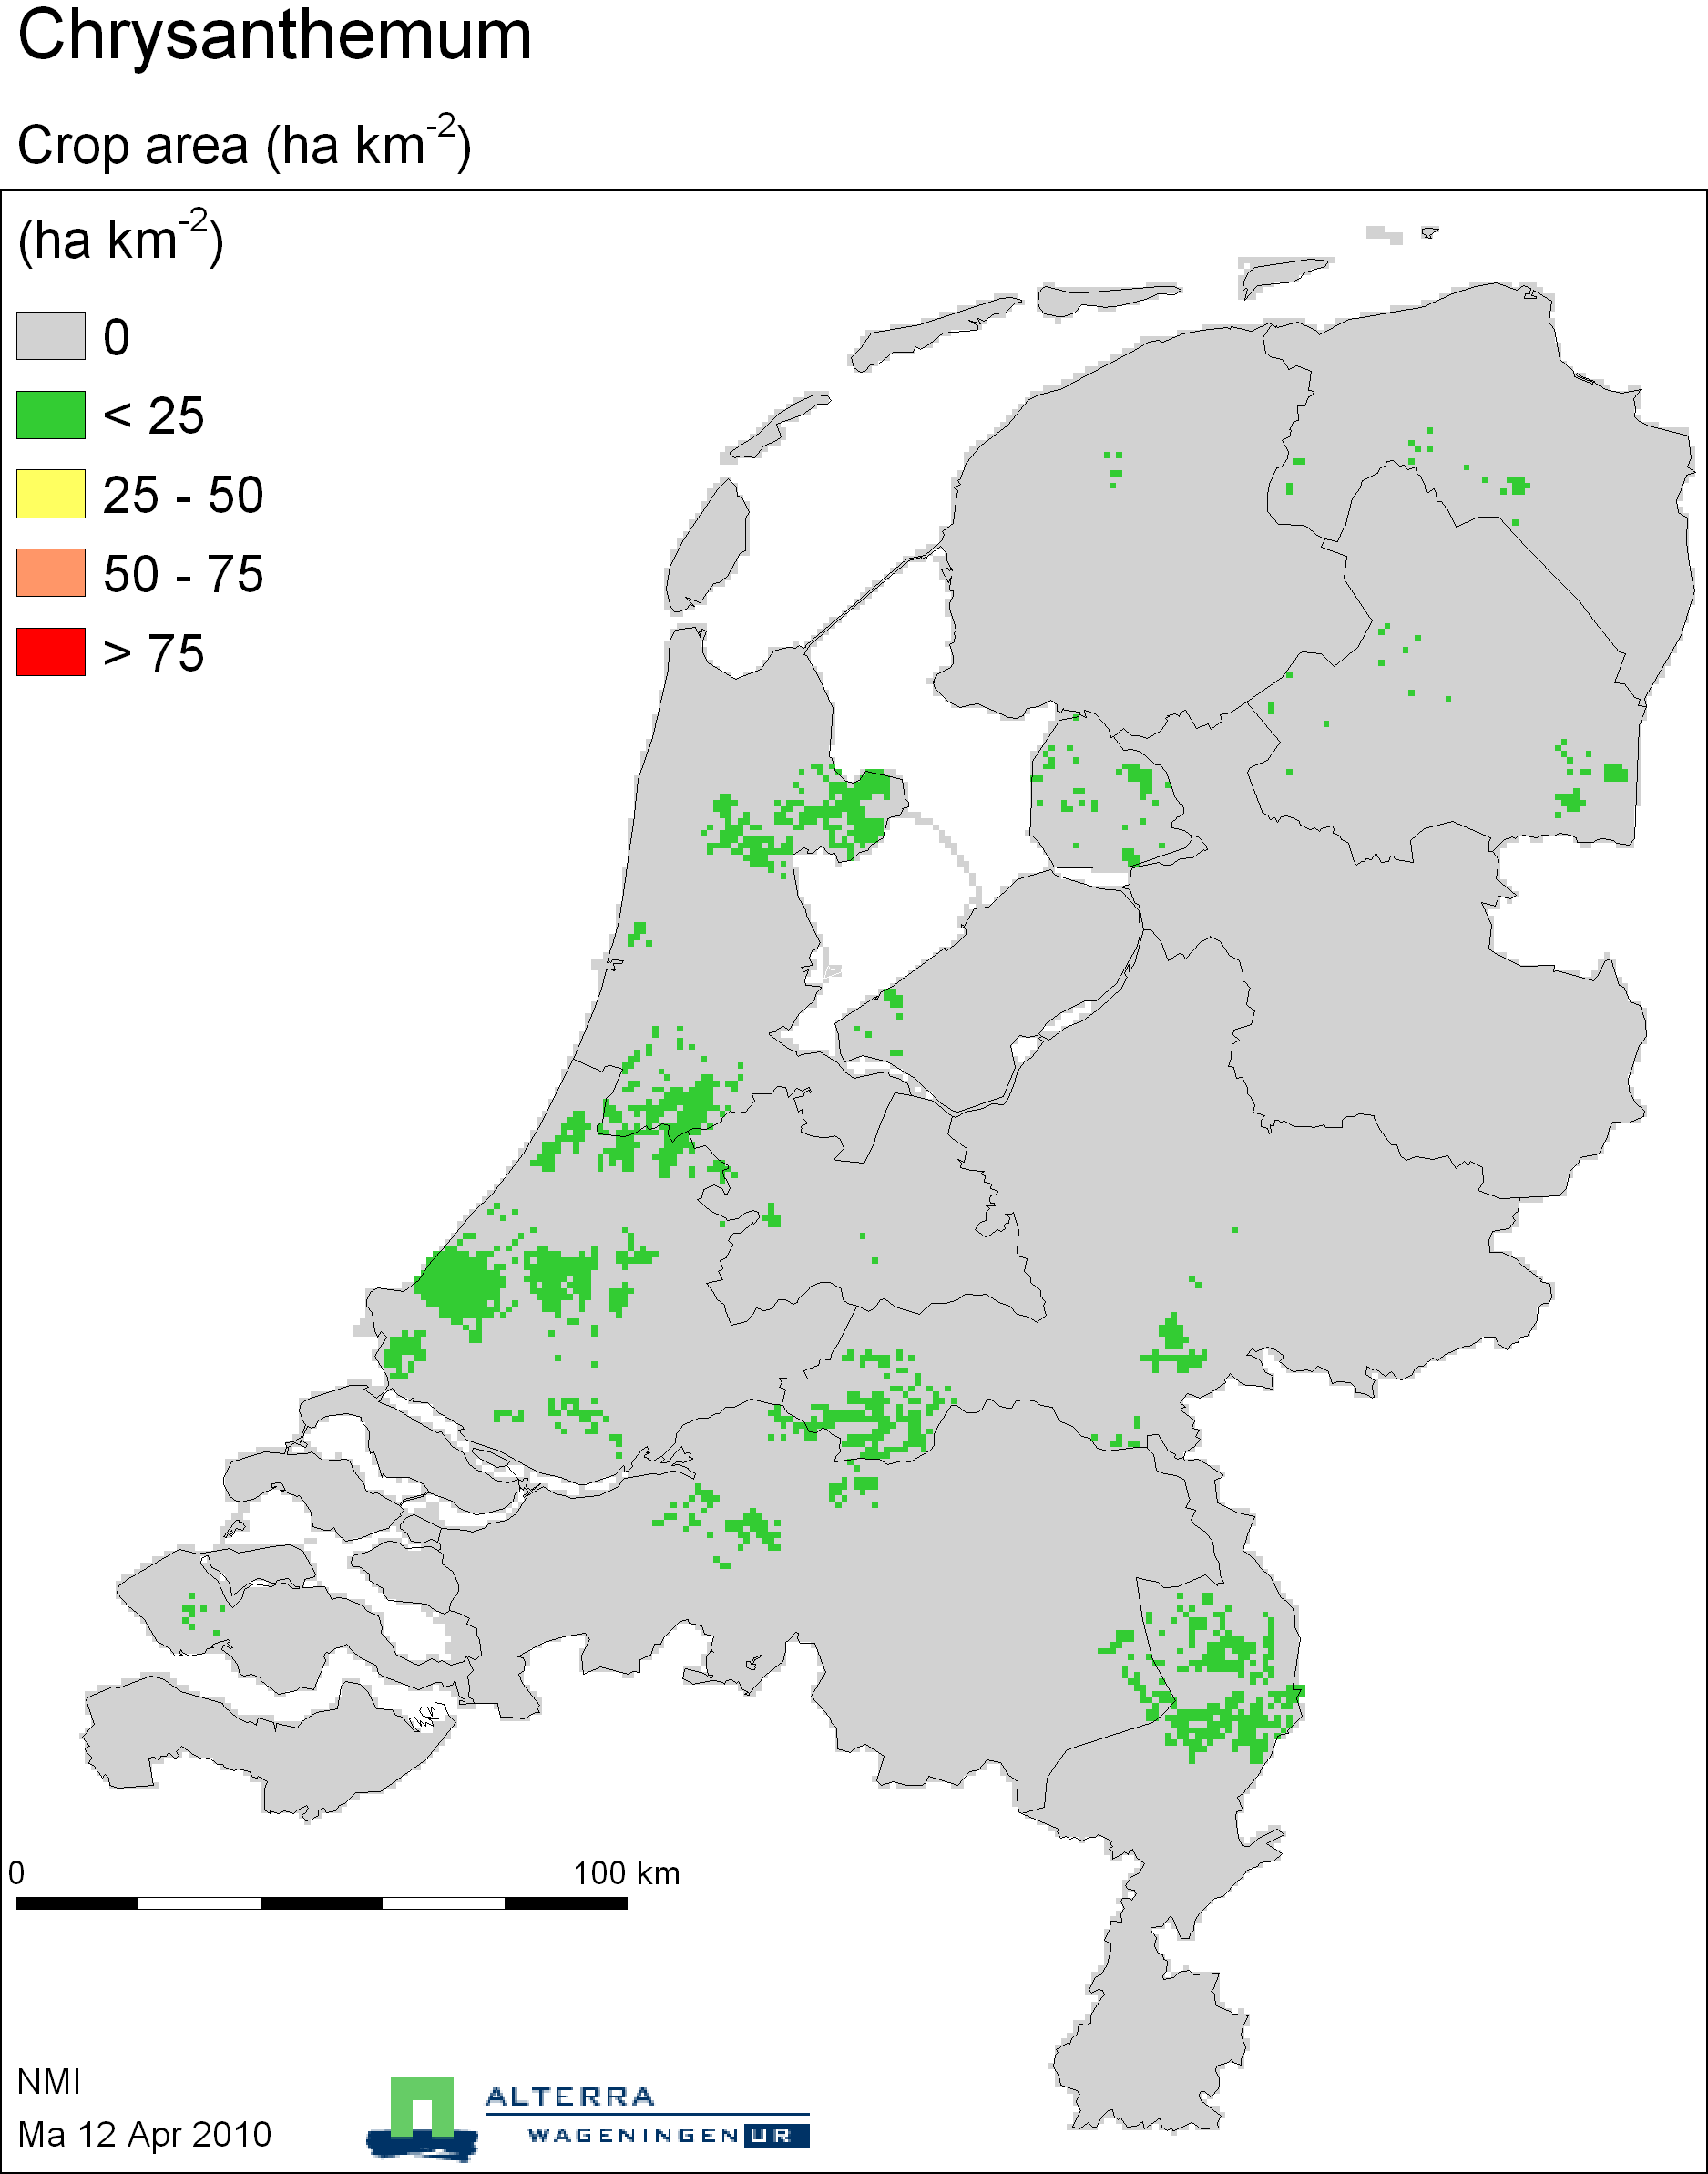 Chrysanthemum
Crop area (ha km-2)
(ha km-2)
0
< 25
25 - 50
50 - 75
> 75
0 100 km
NMI
Ma 12 Apr 2010
ALTERRA
WAGENINGEN UR